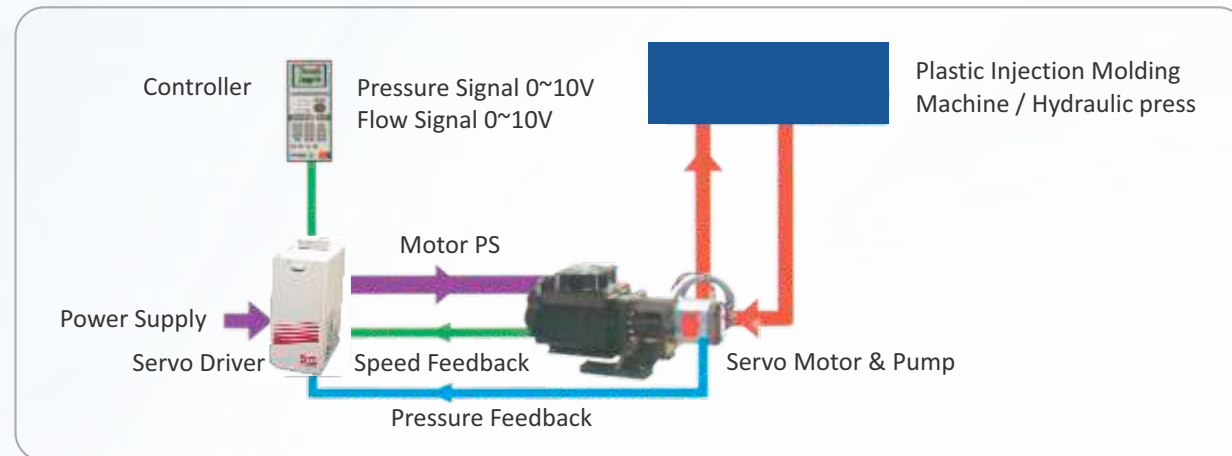 Controller
Pressure Signal 0~10V
Flow Signal 0~10V
Plastic Injection Molding
Machine / Hydraulic press
Motor PS
Power Supply
Servo Driver
Speed Feedback
Servo Motor & Pump
Pressure Feedback